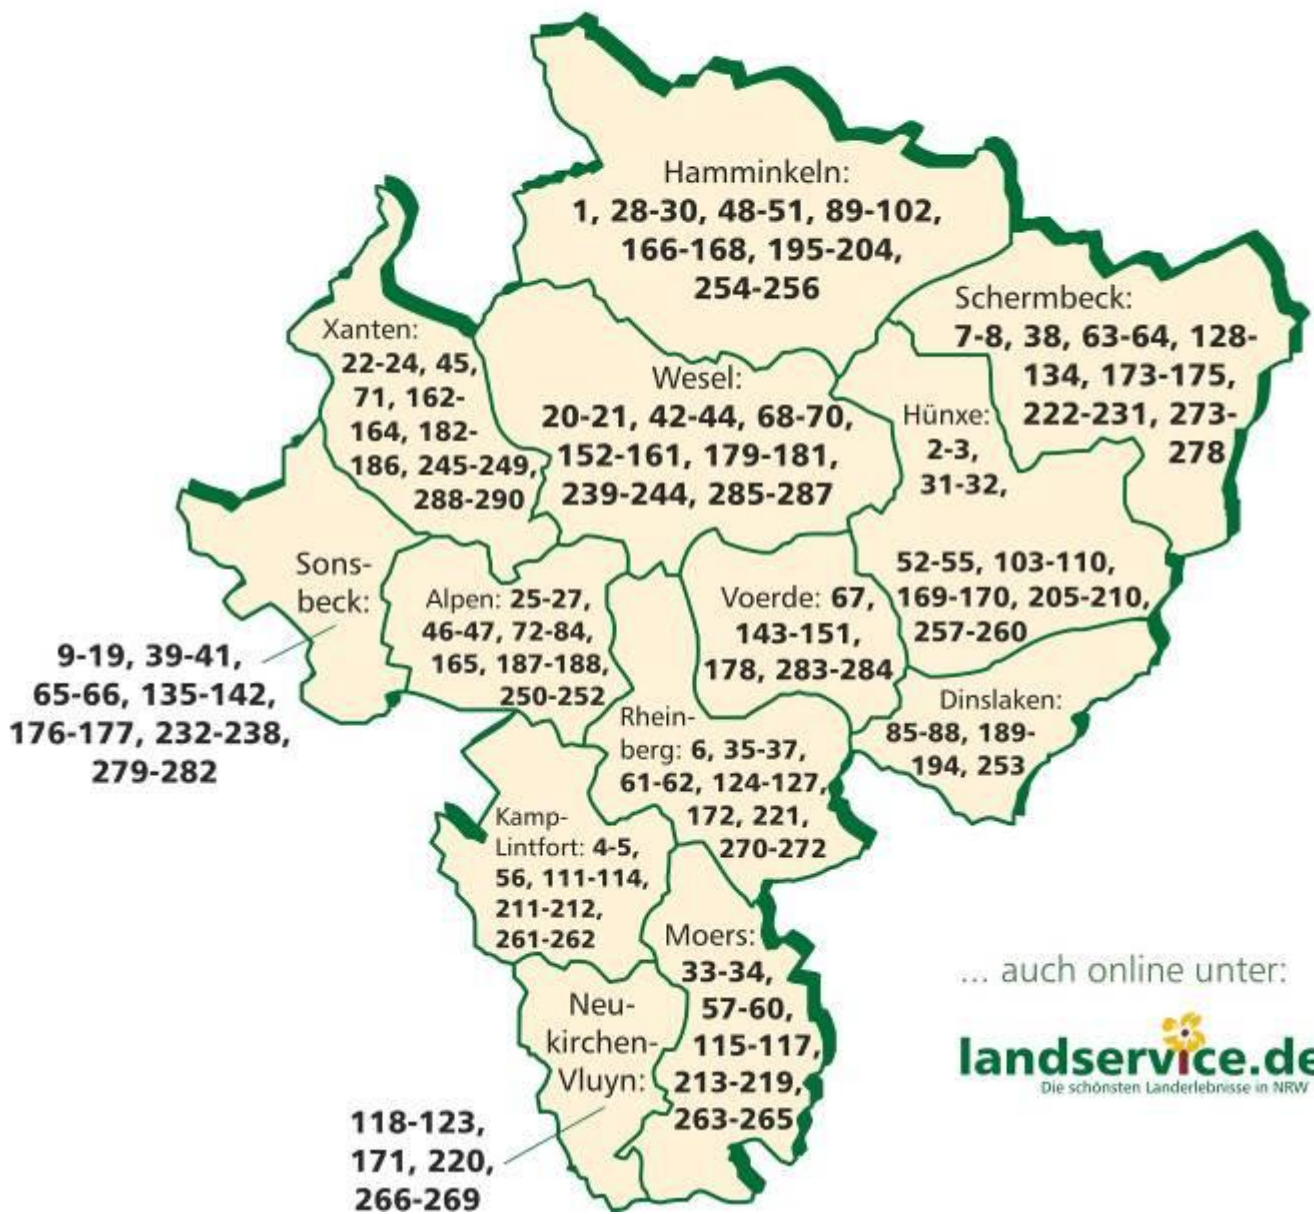 Hamminkeln:
1, 28-30, 48-51, 89-102,
166-168, 195-204,
254-256
Schermbeck:
7-8, 38, 63-64, 128-
134, 173-175,
222-231, 273-
278
Xanten:
22-24, 45,
71, 162-
164, 182-
186, 245-249,
288-290
Wesel:
20-21, 42-44, 68-70,
152-161, 179-181,
239-244, 285-287
Hünxe:
2-3,
31-32,
52-55, 103-110,
169-170, 205-210,
257-260
Sons-
beck:
9-19, 39-41,
65-66, 135-142,
176-177, 232-238,
279-282
Alpen: 25-27,
46-47, 72-84,
165, 187-188,
250-252
Voerde: 67,
143-151,
178, 283-284
Dinslaken:
85-88, 189-
194, 253
Rhein-
berg: 6, 35-37,
61-62, 124-127,
172, 221,
270-272
Kamp-
Lintfort: 4-5,
56, 111-114,
211-212,
261-262
Moers:
33-34,
57-60,
115-117,
213-219,
263-265
Neu-
kirchen-
Vluyn:
118-123,
171, 220,
266-269
... auch online unter:
landservice.de
Die schönsten Landerlebnisse in NRW